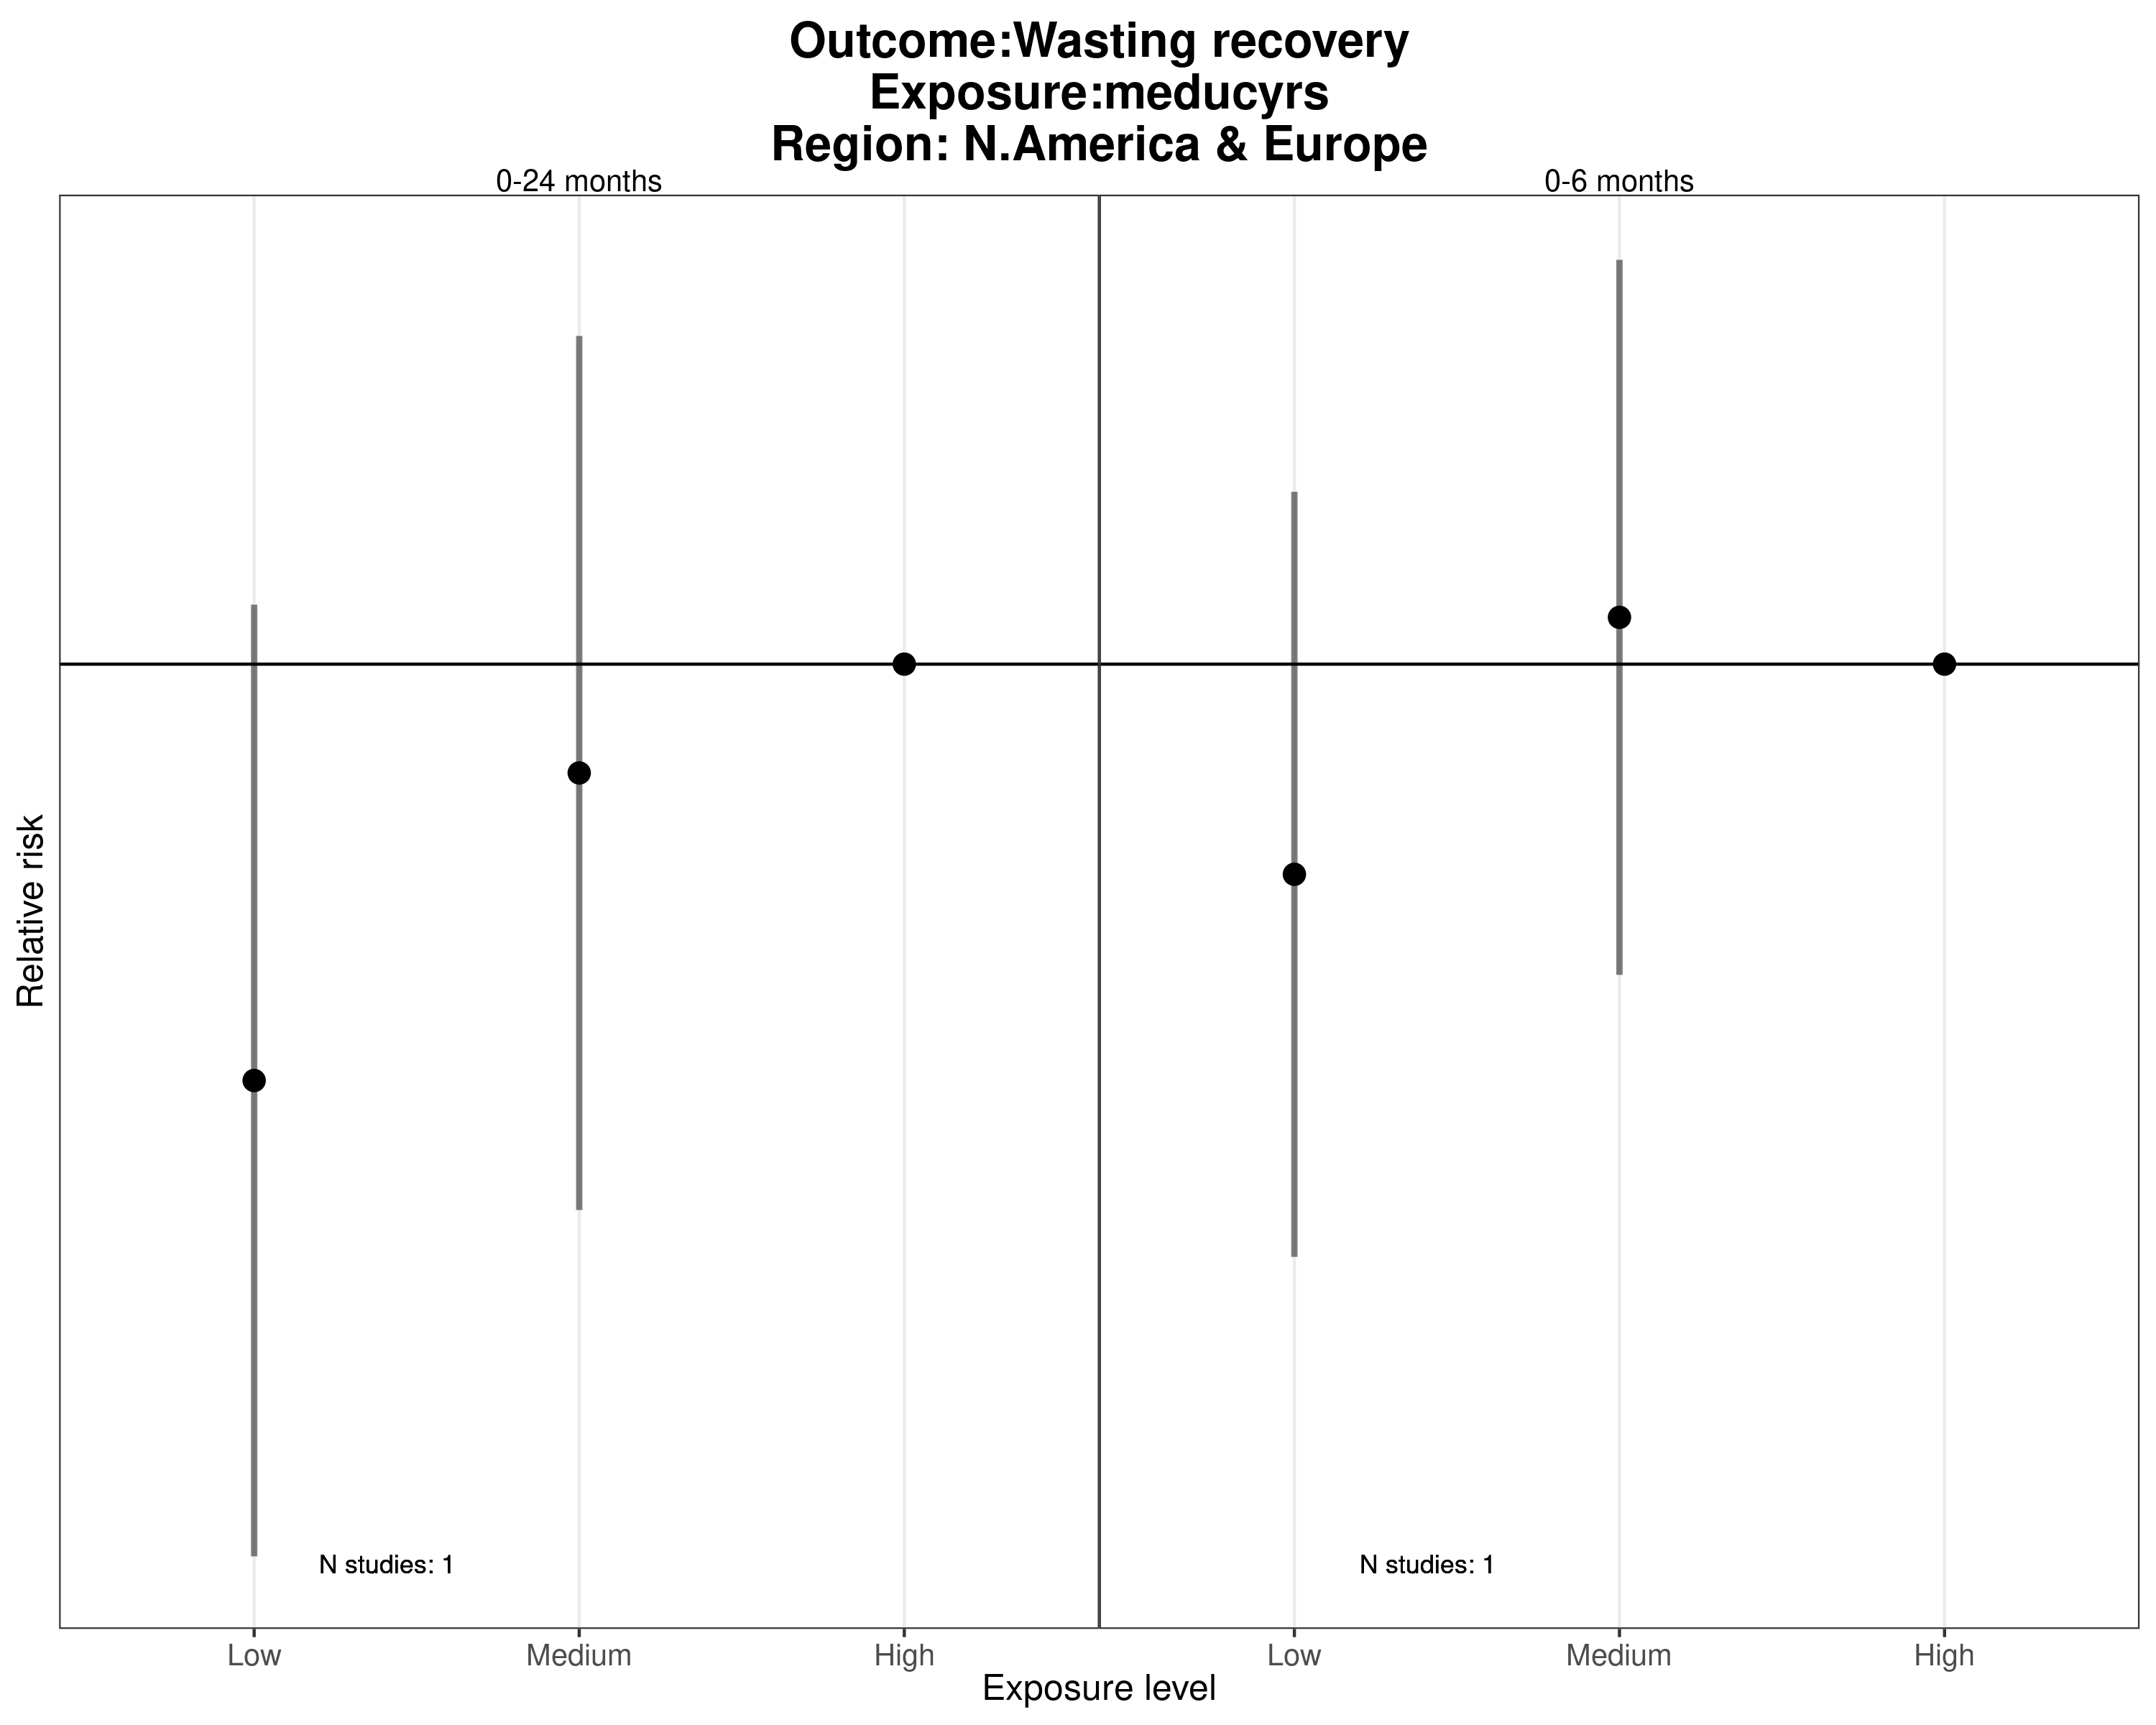 Outcome:Wasting recovery
Exposure:meducyrs
Region: N.America & Europe
0-24 months
0-6 months
Relative risk
N studies: 1
N studies: 1
Low
Medium
High
Low
Medium
High
Exposure level